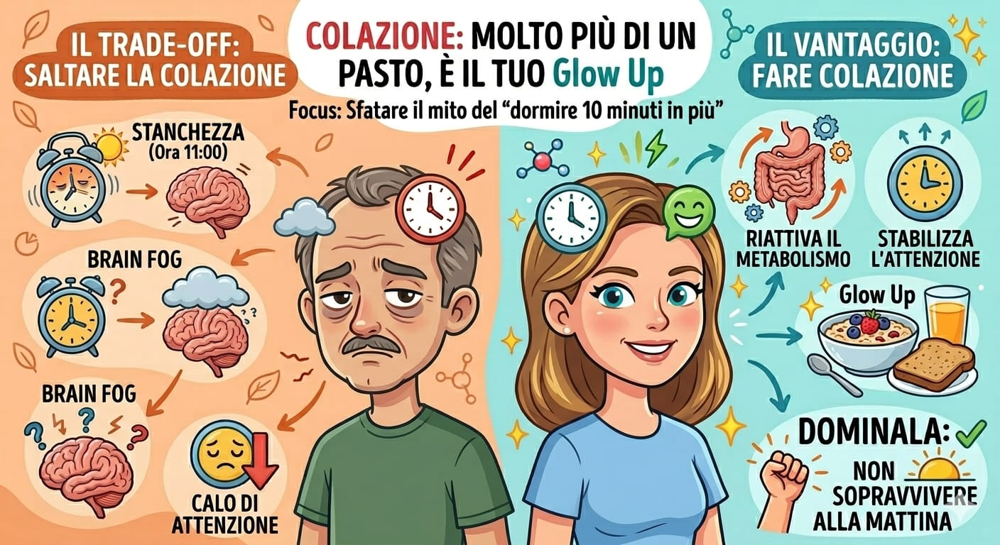 COLAZIONE: MOLTO PIÙ DI UN
PASTO, È IL TUO Glow Up
Focus: Sfatare il mito del “dormire 10 minuti in più”
IL TRADE-OFF:
SALTARE LA COLAZIONE
STANCHEZZA
(Ora 11:00)
BRAIN FOG
BRAIN FOG
CALO DI
ATTENZIONE
IL VANTAGGIO:
FARE COLAZIONE
RIATTIVA IL
METABOLISMO
STABILIZZA
L'ATTENZIONE
Glow Up
DOMINALA:
NON
SOPRAVVIVERE
ALLA MATTINA